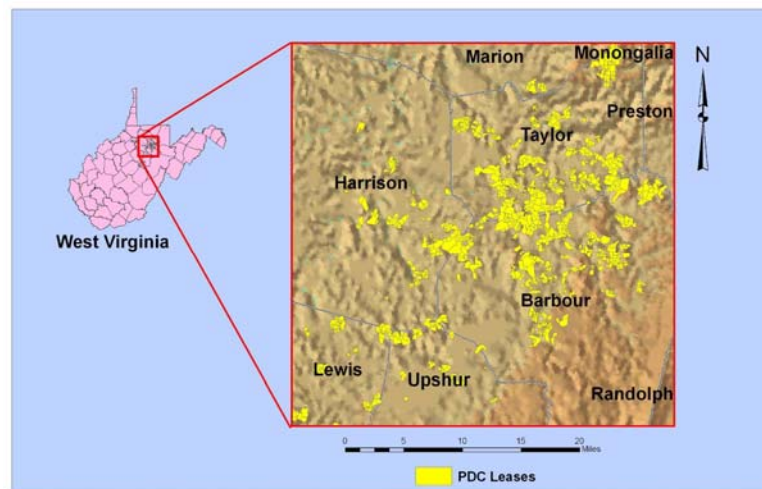 Marion
Monongalia
N
Preston
Taylor
Harrison
West Virginia
Barbour
Lewis
Upshur
Randolph
0 5 10 15 20
Miles
PDC Leases